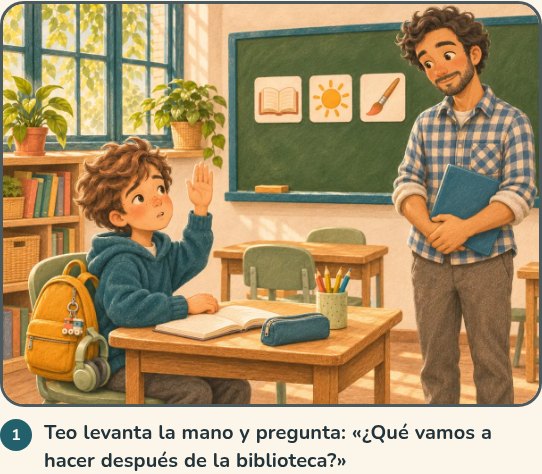 1 Teo levanta la mano y pregunta: «¿Qué vamos a
hacer después de la biblioteca?»